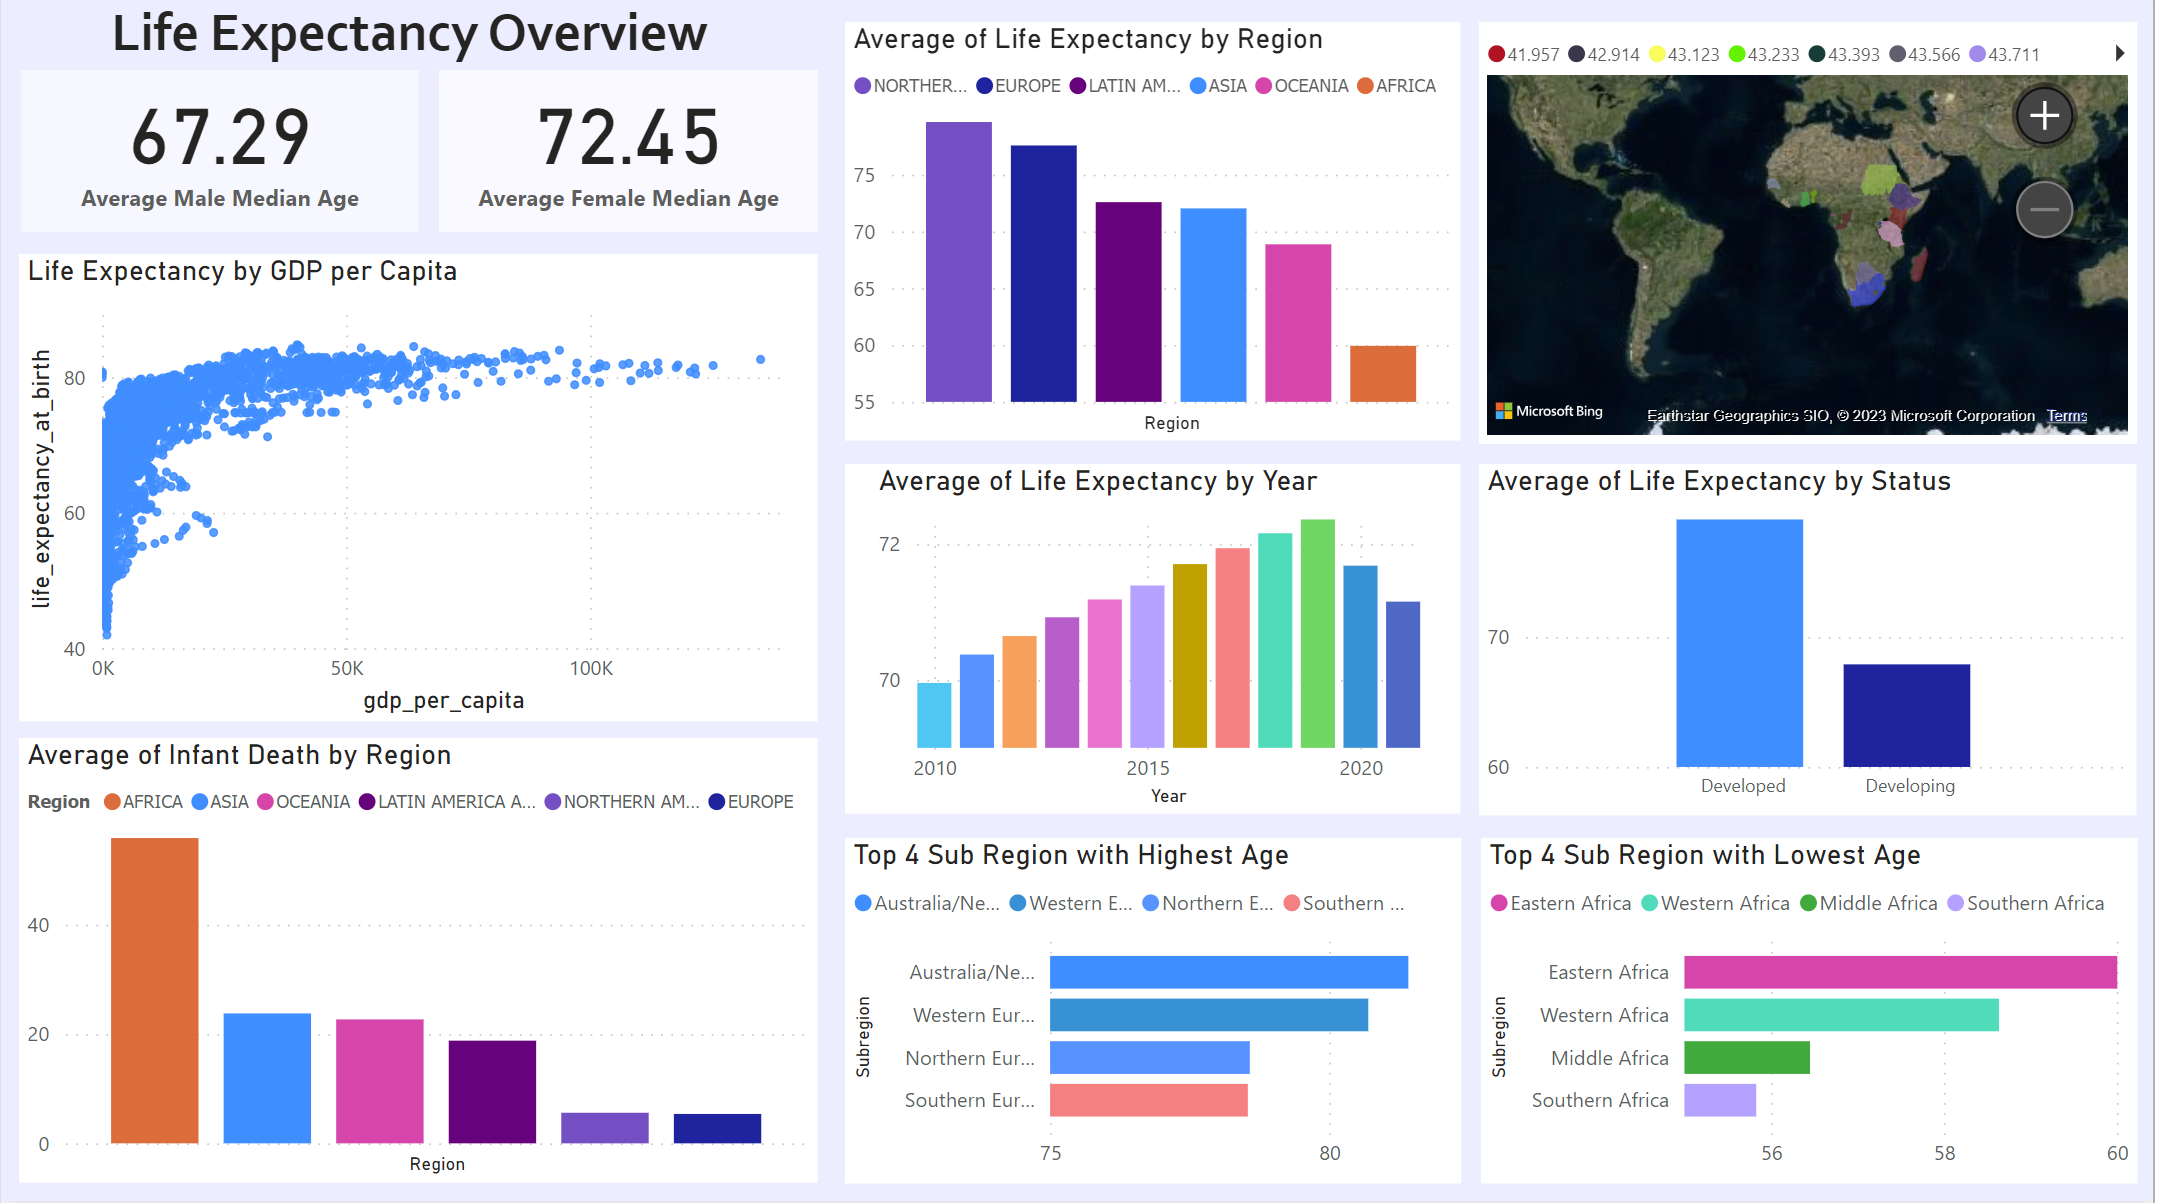 Life Expectancy Overview
67.29
Average Male Median Age
72.45
Average Female Median Age
Life Expectancy by GDP per Capita
life_expectancy_at_birth
80
60
40
0K 50K 100K
gdp_per_capita
Average of Infant Death by Region
Region AFRICA ASIA OCEANIA LATIN AMERICA A... NORTHERN AM... EUROPE
40
20
0
Region
Average of Life Expectancy by Region
NORTHER... EUROPE LATIN AM... ASIA OCEANIA AFRICA
75
70
65
60
55
Region
41.957 42.914 43.123 43.233 43.393 43.566 43.711
Microsoft Bing
Earthstar Geographics SIO, © 2023 Microsoft Corporation Terms
Average of Life Expectancy by Year
72
70
2010 2015 2020
Year
Average of Life Expectancy by Status
70
60
Developed Developing
Top 4 Sub Region with Highest Age
Australia/Ne... Western E... Northern E... Southern ...
Subregion
Australia/Ne...
Western Eur...
Northern Eur...
Southern Eur...
75 80
Top 4 Sub Region with Lowest Age
Eastern Africa Western Africa Middle Africa Southern Africa
Subregion
Eastern Africa
Western Africa
Middle Africa
Southern Africa
56 58 60